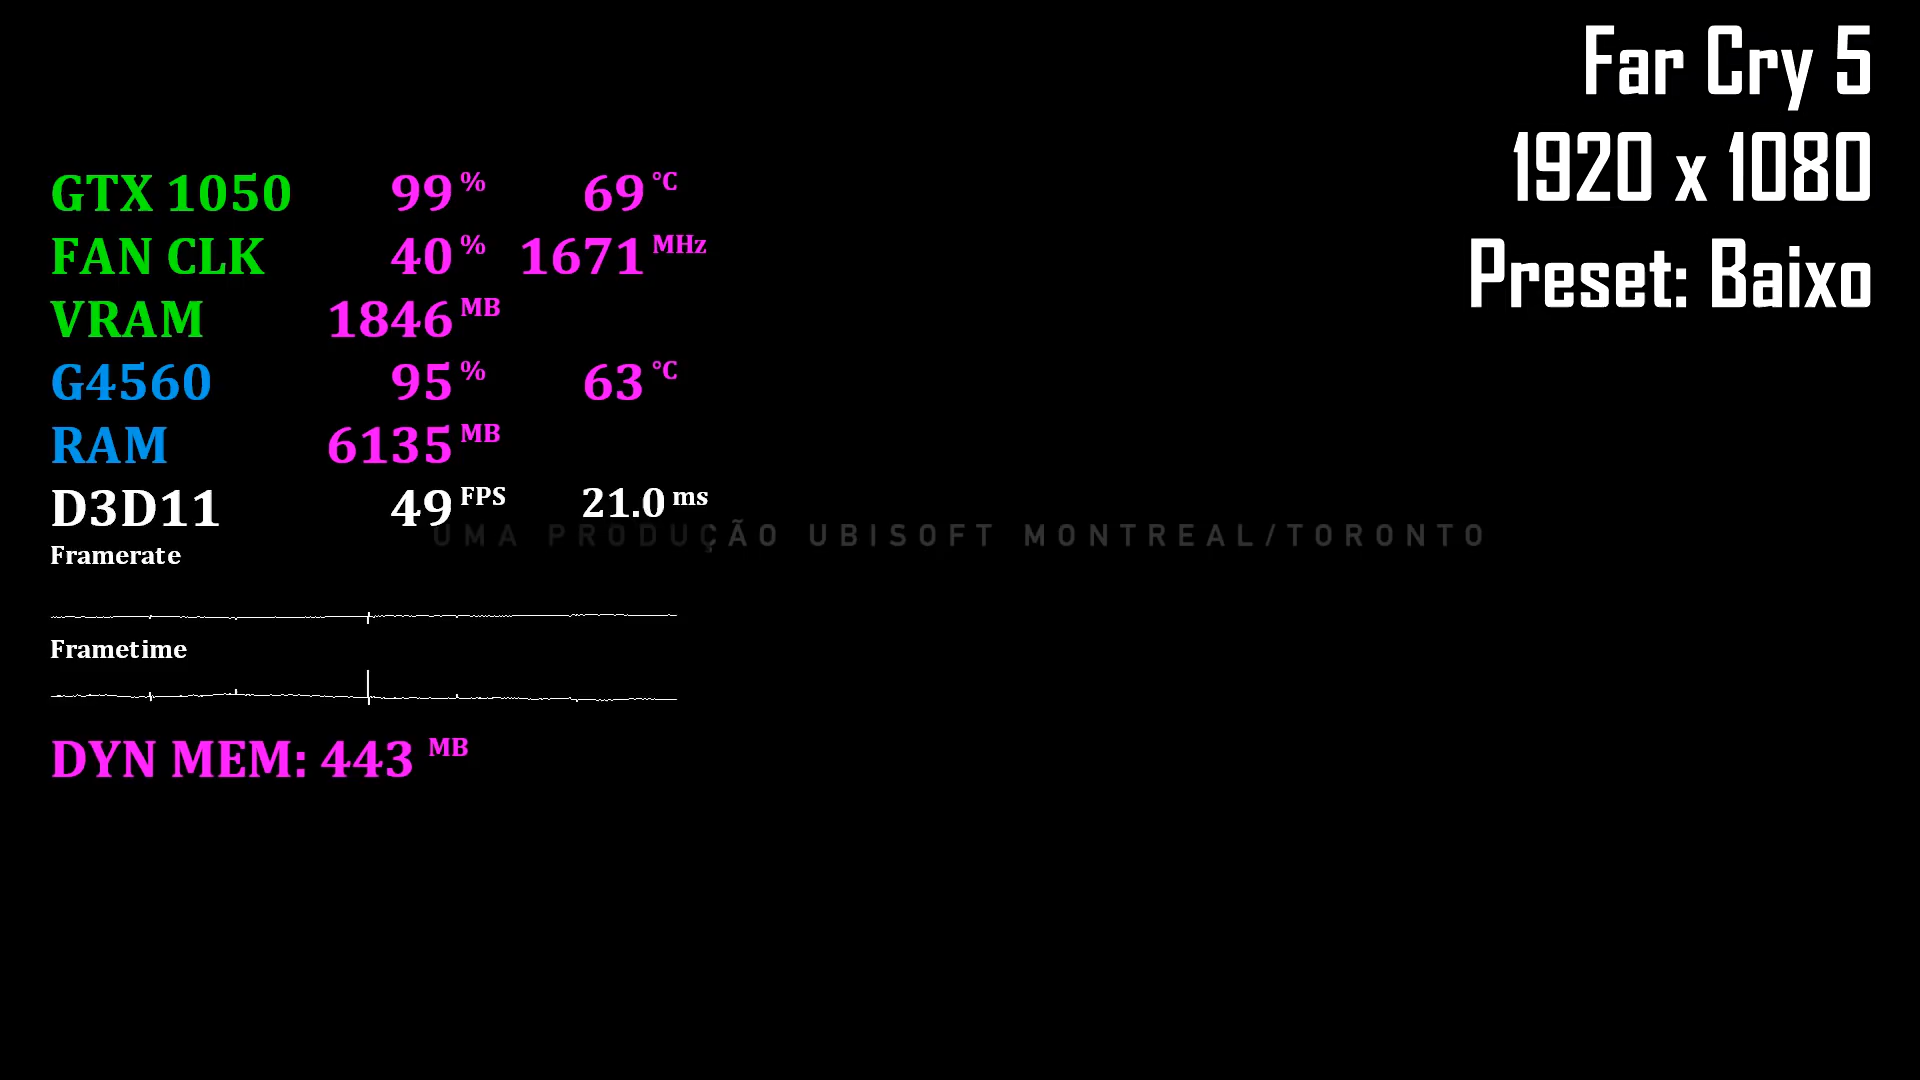 Far Cry 5
1920 x 1080
Preset: Baixo
GTX 1050 99 % 69 °C
FAN CLK 40 % 1671 MHz
VRAM 1846 MB
G4560 95 % 63 °C
RAM 6135 MB
D3D11 49 FPS 21.0 ms
UMA PRODUÇÃO UBISOFT MONTREAL/TORONTO
Framerate
Frametime
DYN MEM: 443 MB